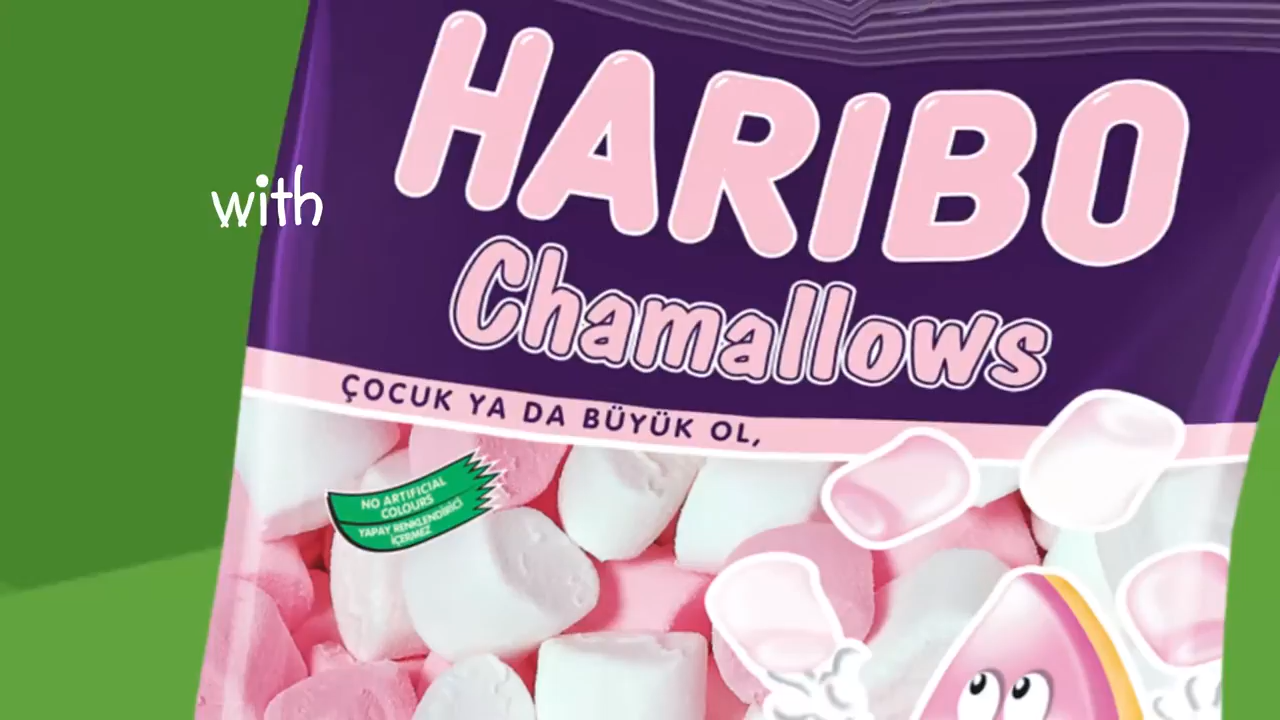 with
HARIBO
Chamallows
ÇOCUK YA DA BÜYÜK OL,
NO ARTIFICIAL
COLOURS
YAPAY RENKLENDİRİCİ
İÇERMEZ